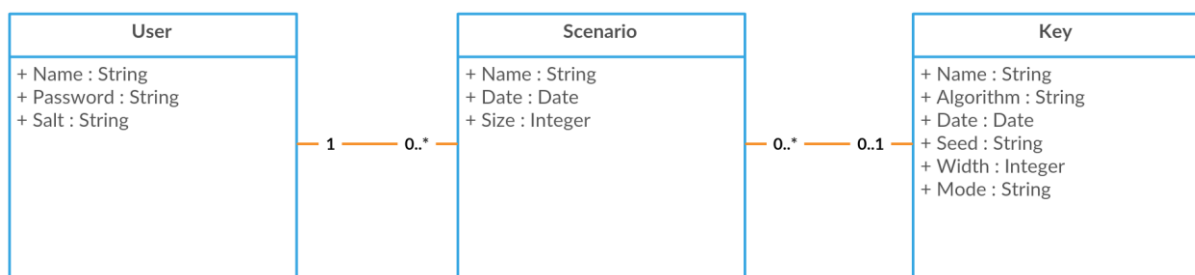 User
+ Name : String
+ Password : String
+ Salt : String
1
0..*
Scenario
+ Name : String
+ Date : Date
+ Size : Integer
0..*
0..1
Key
+ Name : String
+ Algorithm : String
+ Date : Date
+ Seed : String
+ Width : Integer
+ Mode : String